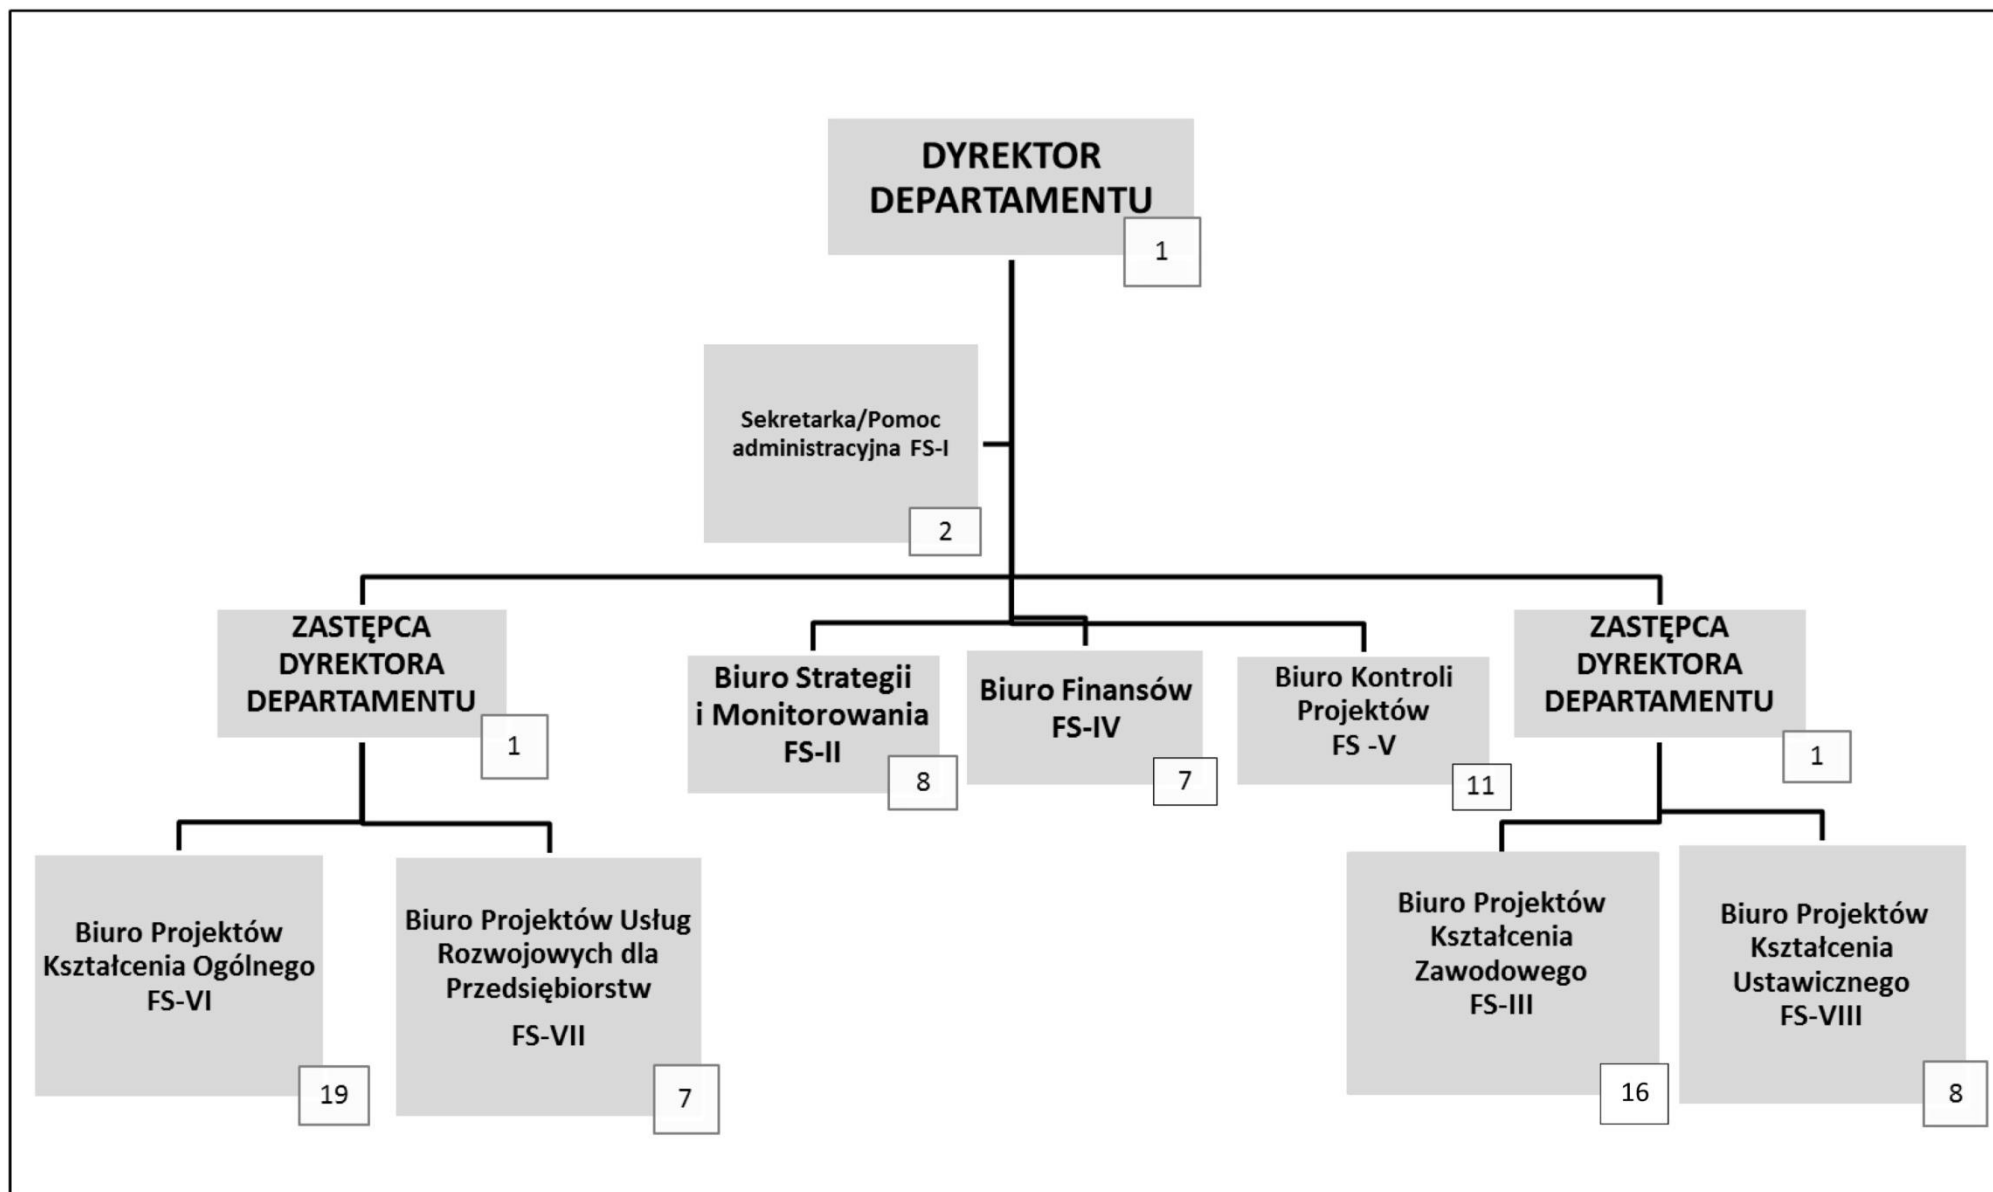 DYREKTOR
DEPARTAMENTU
1
Sekretarka/Pomoc
administracyjna FS-I
2
ZASTĘPCA
DYREKTORA
DEPARTAMENTU
1
Biuro Strategii
i Monitorowania
FS-II
8
Biuro Finansów
FS-IV
7
Biuro Kontroli
Projektów
FS -V
11
ZASTĘPCA
DYREKTORA
DEPARTAMENTU
1
Biuro Projektów
Kształcenia Ogólnego
FS-VI
19
Biuro Projektów Usług
Rozwojowych dla
Przedsiębiorstw
FS-VII
7
Biuro Projektów
Kształcenia
Zawodowego
FS-III
16
Biuro Projektów
Kształcenia
Ustawicznego
FS-VIII
8